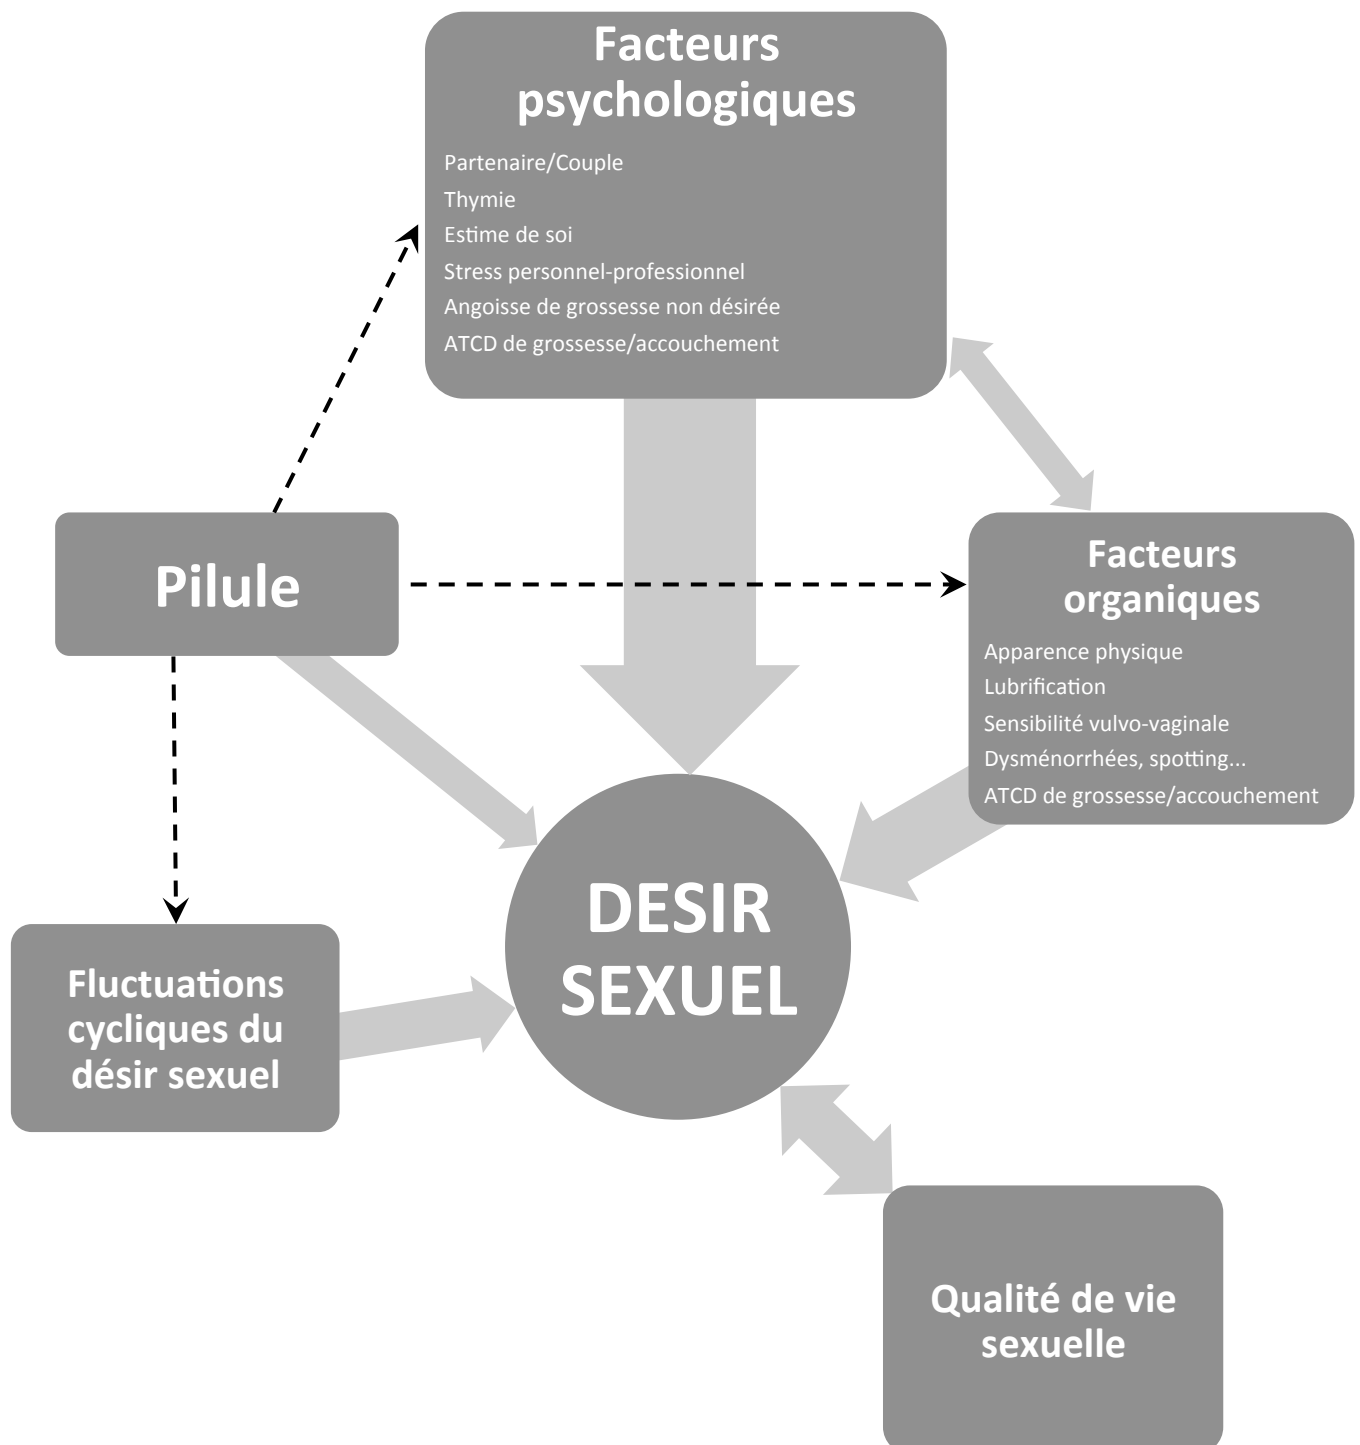 Facteurs
psychologiques
Partenaire/Couple
Thymie
Estime de soi
Stress personnel-professionnel
Angoisse de grossesse non désirée
ATCD de grossesse/accouchement
Pilule
Facteurs
organiques
Apparence physique
Lubrification
Sensibilité vulvo-vaginale
Dysménorrhées, spotting...
ATCD de grossesse/accouchement
DESIR
SEXUEL
Fluctuations
cycliques du
désir sexuel
Qualité de vie
sexuelle